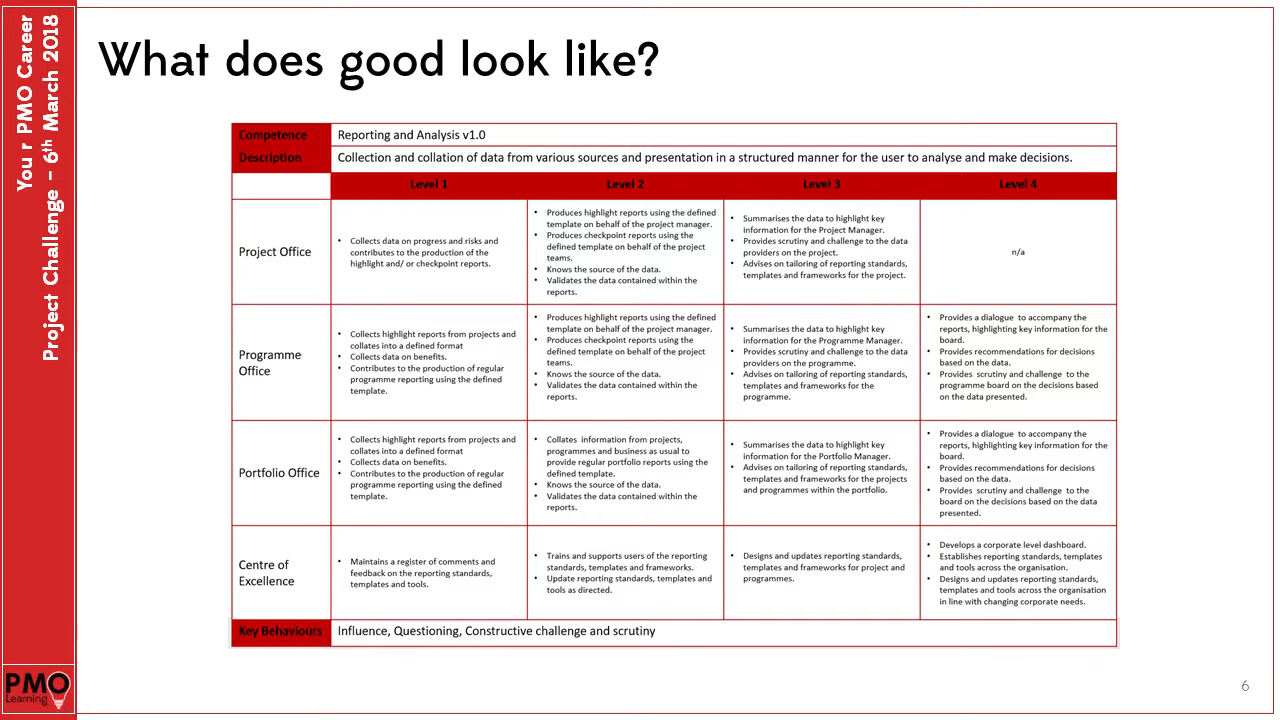 You r PMO Career
Project Challenge – 6th March 2018
What does good look like?
Competence
Reporting and Analysis v1.0
Description
Collection and collation of data from various sources and presentation in a structured manner for the user to analyse and make decisions.
Level 1
Level 2
Level 3
Level 4
Project Office
• Collects data on progress and risks and
contributes to the production of the
highlight and/ or checkpoint reports.
• Produces highlight reports using the defined
template on behalf of the project manager.
• Produces checkpoint reports using the
defined template on behalf of the project
teams.
• Knows the source of the data.
• Validates the data contained within the
reports.
• Summarises the data to highlight key
information for the Project Manager.
• Provides scrutiny and challenge to the data
providers on the project.
• Advises on tailoring of reporting standards,
templates and frameworks for the project.
n/a
Programme
Office
• Collects highlight reports from projects and
collates into a defined format
• Collects data on benefits.
• Contributes to the production of regular
programme reporting using the defined
template.
• Produces highlight reports using the defined
template on behalf of the project manager.
• Produces checkpoint reports using the
defined template on behalf of the project
teams.
• Knows the source of the data.
• Validates the data contained within the
reports.
• Summarises the data to highlight key
information for the Programme Manager.
• Provides scrutiny and challenge to the data
providers on the programme.
• Advises on tailoring of reporting standards,
templates and frameworks for the
programme.
• Provides a dialogue to accompany the
reports, highlighting key information for the
board.
• Provides recommendations for decisions
based on the data.
• Provides scrutiny and challenge to the
programme board on the decisions based
on the data presented.
Portfolio Office
• Collects highlight reports from projects and
collates into a defined format
• Collects data on benefits.
• Contributes to the production of regular
programme reporting using the defined
template.
• Collates information from projects,
programmes and business as usual to
provide regular portfolio reports using the
defined template.
• Knows the source of the data.
• Validates the data contained within the
reports.
• Summarises the data to highlight key
information for the Portfolio Manager.
• Advises on tailoring of reporting standards,
templates and frameworks for the projects
and programmes within the portfolio.
• Provides a dialogue to accompany the
reports, highlighting key information for the
board.
• Provides recommendations for decisions
based on the data.
• Provides scrutiny and challenge to the
board on the decisions based on the data
presented.
Centre of
Excellence
• Maintains a register of comments and
feedback on the reporting standards,
templates and tools.
• Trains and supports users of the reporting
standards, templates and frameworks.
• Update reporting standards, templates and
tools as directed.
• Designs and updates reporting standards,
templates and frameworks for project and
programmes.
• Develops a corporate level dashboard.
• Establishes reporting standards, templates
and tools across the organisation.
• Designs and updates reporting standards,
templates and tools across the organisation
in line with changing corporate needs.
Key Behaviours
Influence, Questioning, Constructive challenge and scrutiny
PMO
Learning
6